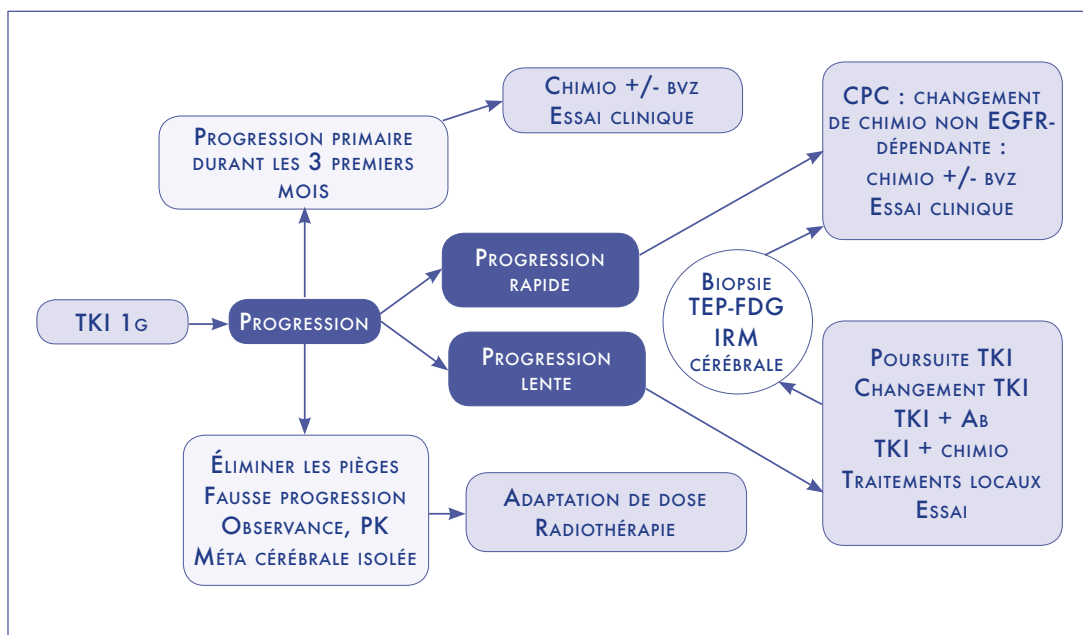 Chimio +/- bvz
Essai clinique
CPC : changement
de chimio non EGFR-
dépendante :
chimio +/- bvz
Essai clinique
Progression primaire
durant les 3 premiers
mois
Progression
rapide
Biopsie
TEP-FDG
IRM
cérébrale
TKI 1g
Progression
Progression
lente
Poursuite TKI
Changement TKI
TKI + Ab
TKI + chimio
Traitements locaux
Essai
Éliminer les pièges
Fausse progression
Observance, PK
Méta cérébrale isolée
Adaptation de dose
Radiothérapie